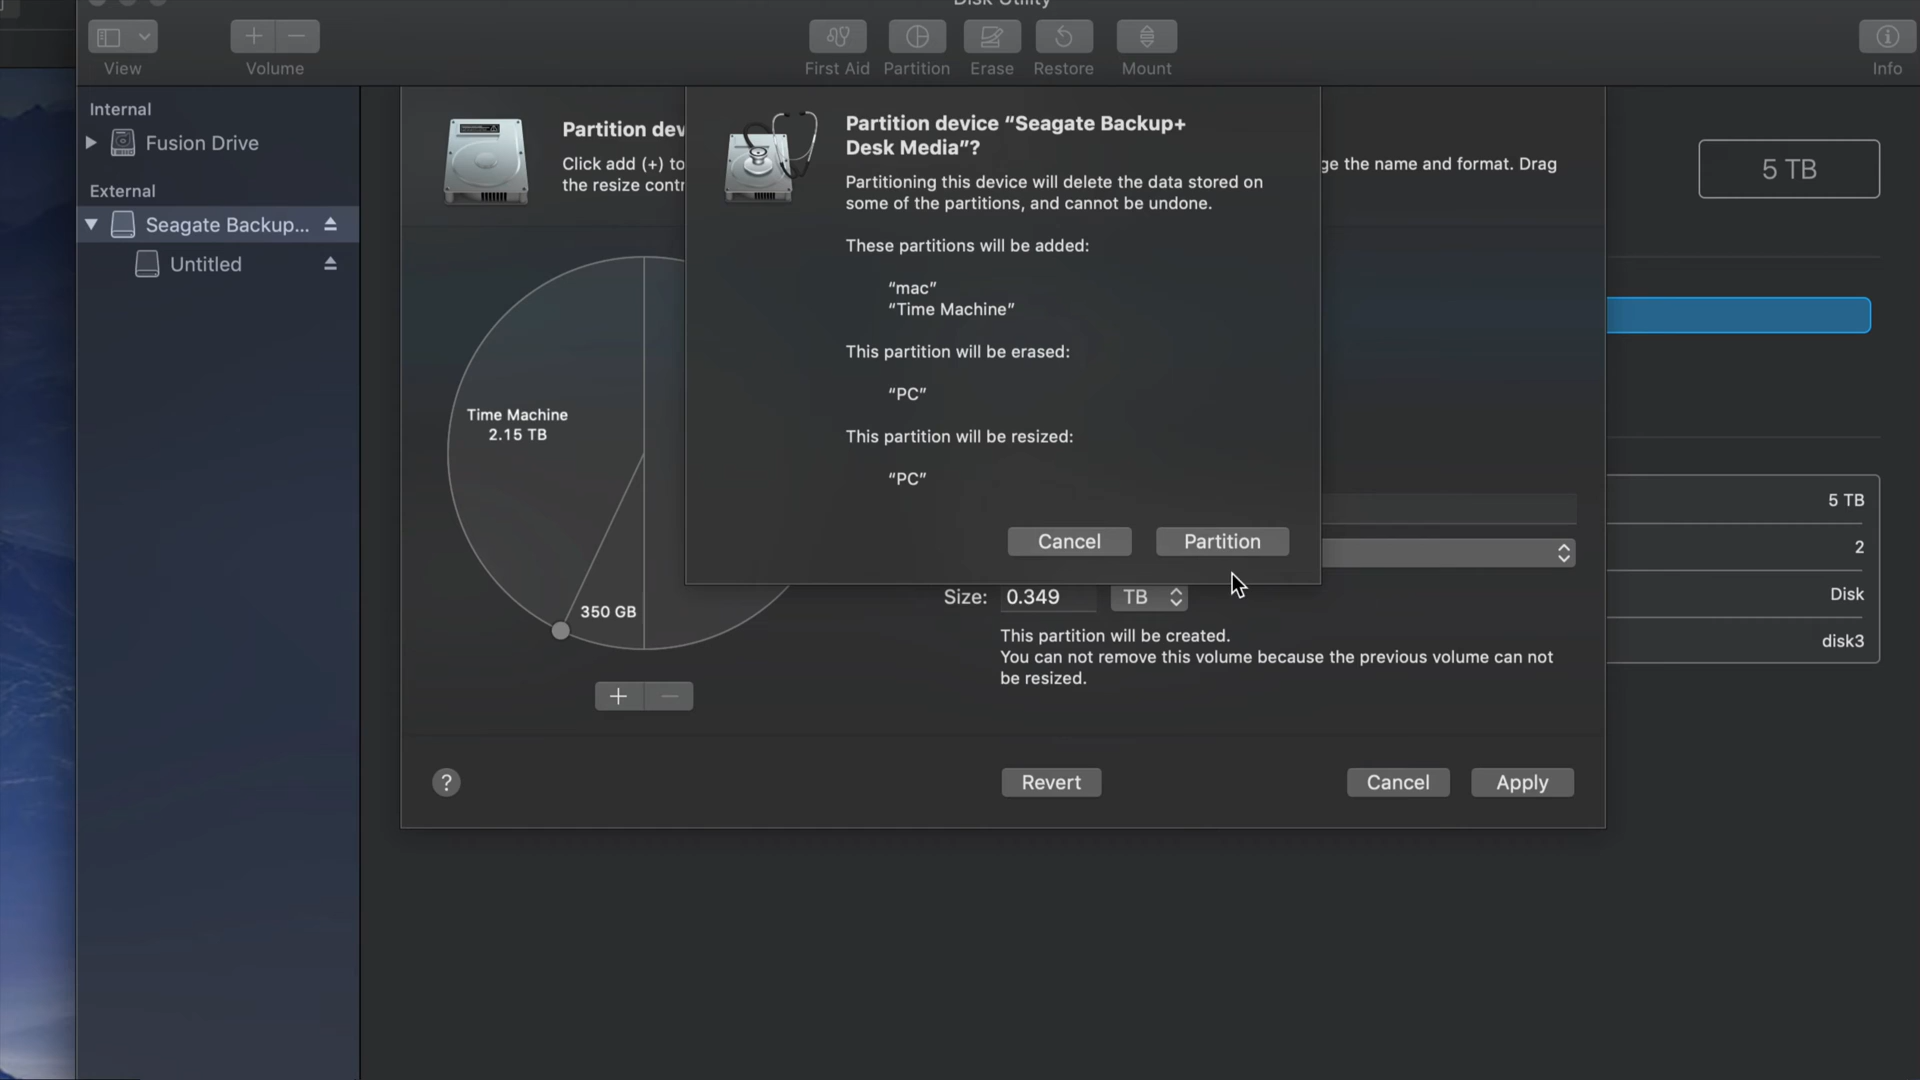 Disk Utility
View
Volume
First Aid
Partition
Erase
Restore
Mount
Info
Internal
Fusion Drive
External
Seagate Backup...
Untitled
Partition dev
Click add (+) to
the resize contr
ge the name and format. Drag
5 TB
Partition device “Seagate Backup+
Desk Media”?
Partitioning this device will delete the data stored on
some of the partitions, and cannot be undone.
These partitions will be added:
“mac”
“Time Machine”
This partition will be erased:
“PC”
This partition will be resized:
“PC”
Cancel
Partition
Time Machine
2.15 TB
350 GB
Size: 0.349 TB
This partition will be created.
You can not remove this volume because the previous volume can not
be resized.
5 TB
2
Disk
disk3
?
Revert
Cancel
Apply